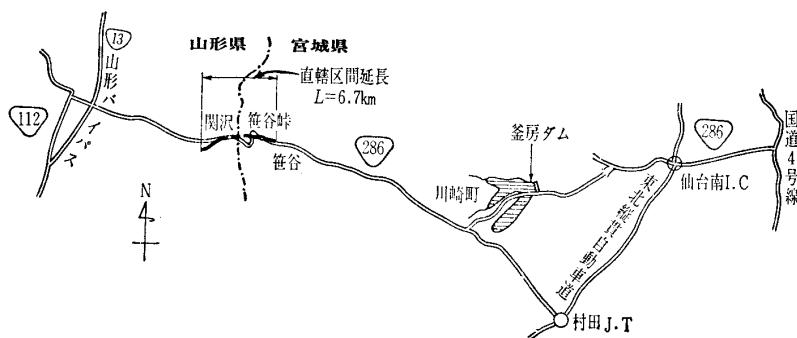 13
山形バイパス
112
山形県
宮城県
直轄区間延長
L=6.7km
関沢
笹谷峠
笹谷
286
釜房ダム
川崎町
286
仙台南I.C
国道4号線
東北縦貫自動車道
村田J.T
N